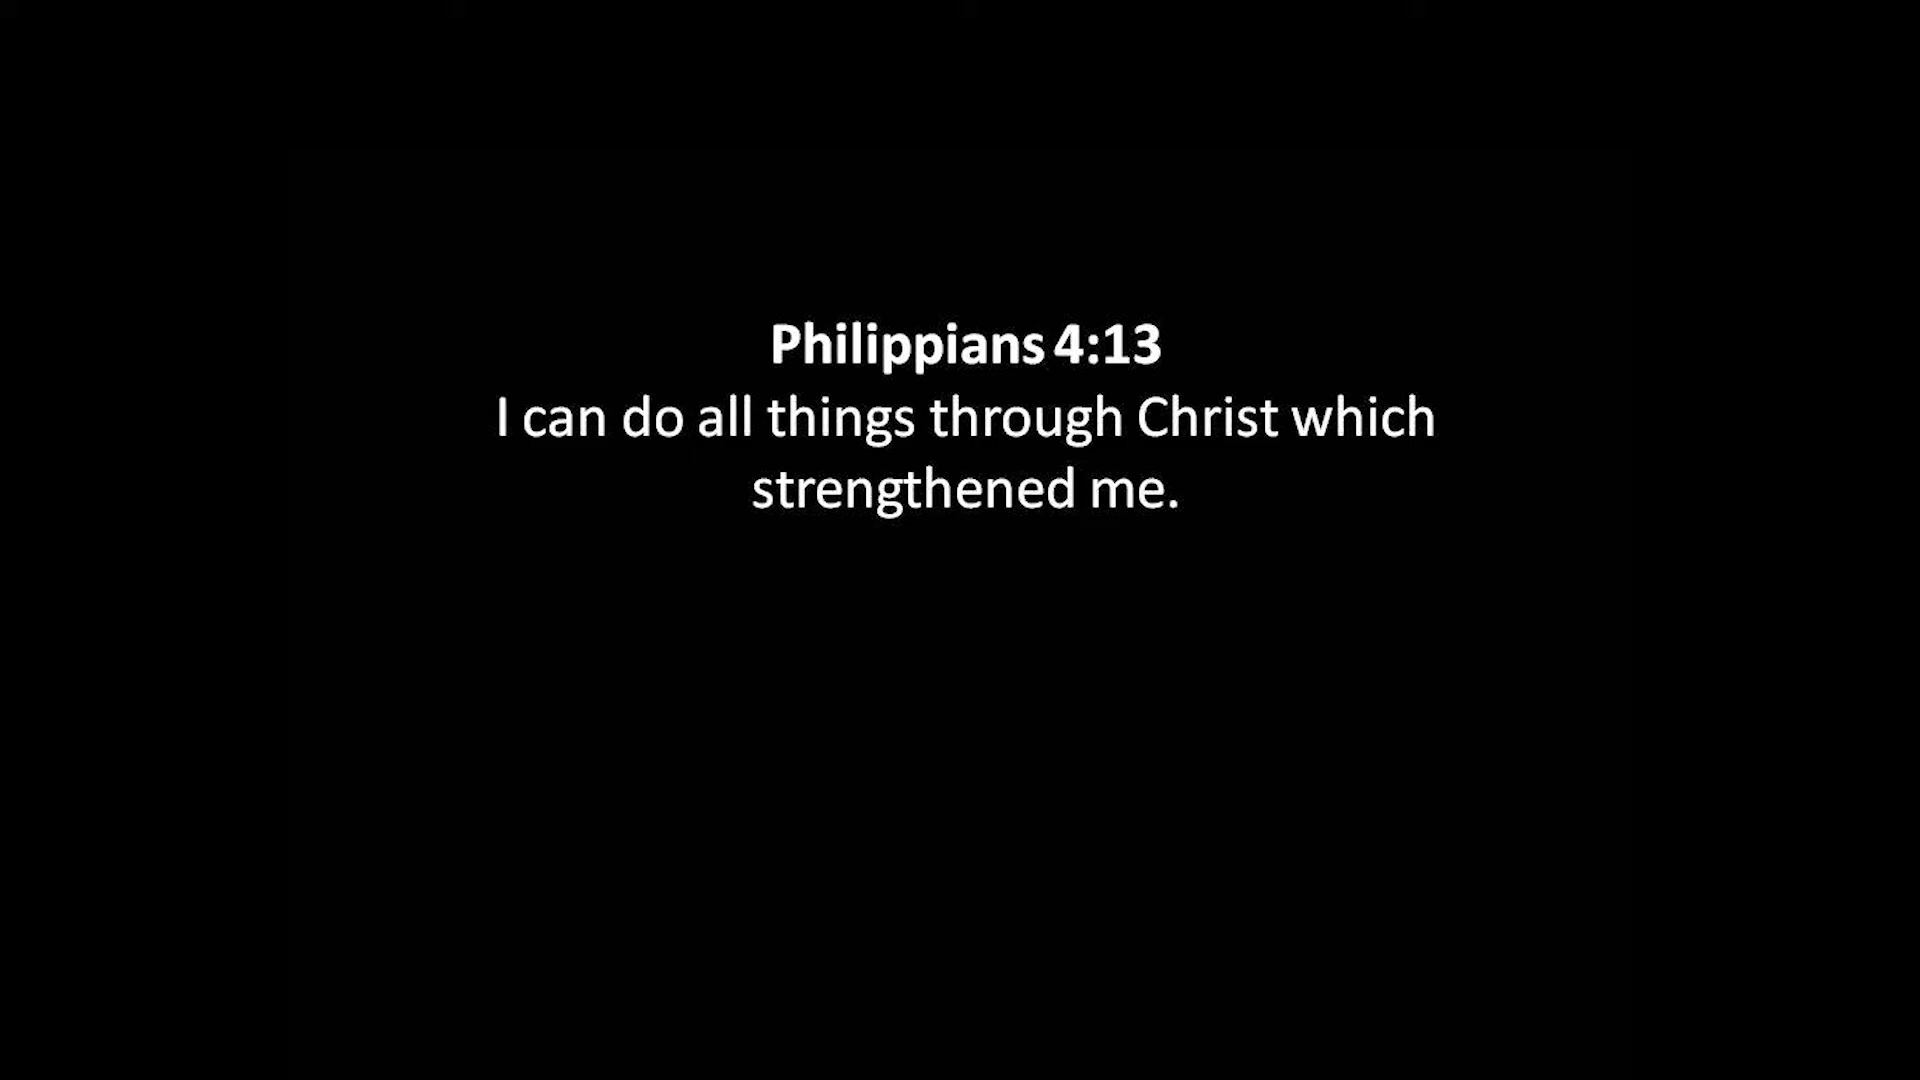 Philippians 4:13
I can do all things through Christ which
strengthened me.